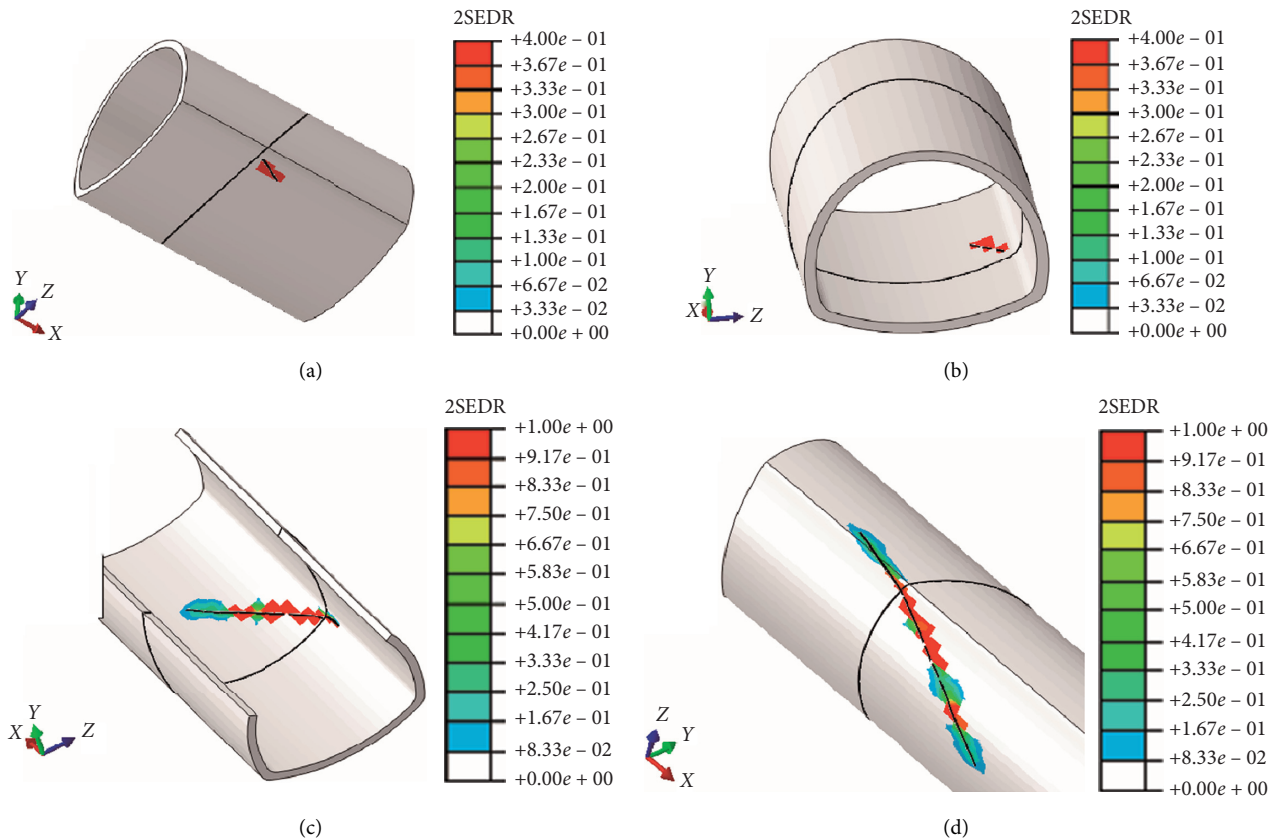 2SEDR
+4.00e – 01
+3.67e – 01
+3.33e – 01
+3.00e – 01
+2.67e – 01
+2.33e – 01
+2.00e – 01
+1.67e – 01
+1.33e – 01
+1.00e – 01
+6.67e – 02
+3.33e – 02
+0.00e + 00
Y
Z
X
(a)
2SEDR
+4.00e – 01
+3.67e – 01
+3.33e – 01
+3.00e – 01
+2.67e – 01
+2.33e – 01
+2.00e – 01
+1.67e – 01
+1.33e – 01
+1.00e – 01
+6.67e – 02
+3.33e – 02
+0.00e + 00
Y
X
Z
(b)
2SEDR
+1.00e + 00
+9.17e – 01
+8.33e – 01
+7.50e – 01
+6.67e – 01
+5.83e – 01
+5.00e – 01
+4.17e – 01
+3.33e – 01
+2.50e – 01
+1.67e – 01
+8.33e – 02
+0.00e + 00
Y
X
Z
(c)
2SEDR
+1.00e + 00
+9.17e – 01
+8.33e – 01
+7.50e – 01
+6.67e – 01
+5.83e – 01
+5.00e – 01
+4.17e – 01
+3.33e – 01
+2.50e – 01
+1.67e – 01
+8.33e – 02
+0.00e + 00
Z
Y
X
(d)